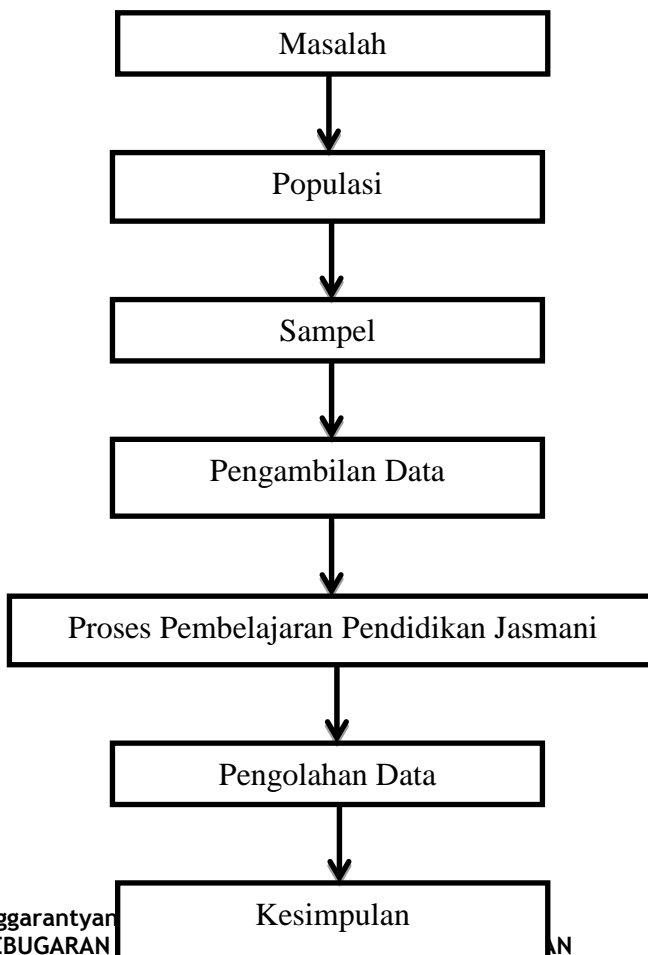 Masalah
Populasi
Sampel
Pengambilan Data
Proses Pembelajaran Pendidikan Jasmani
Pengolahan Data
Kesimpulan